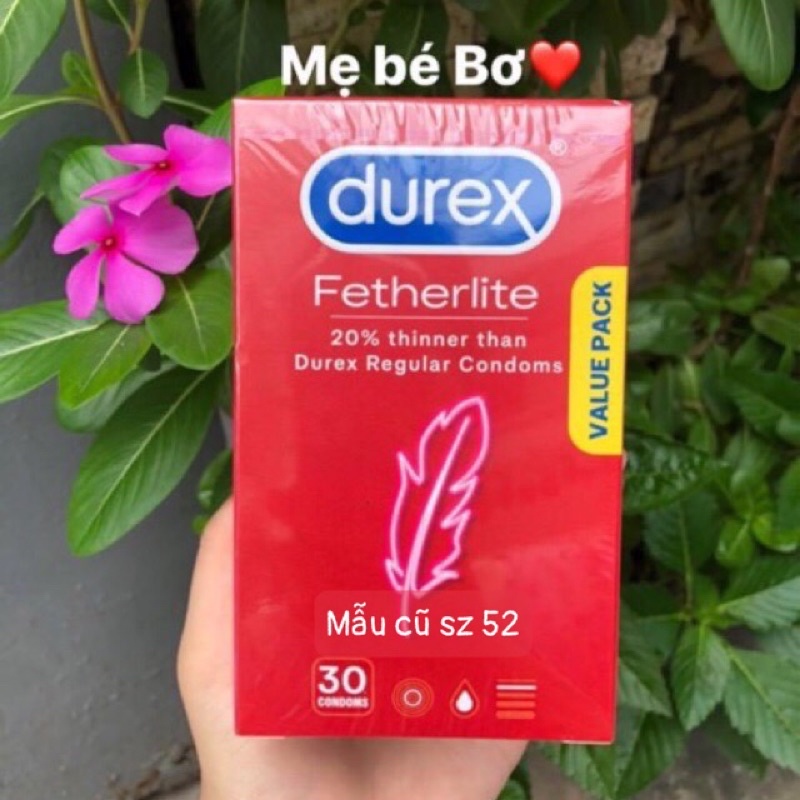 Mẹ bé Bơ❤️
durex®
Fetherlite
20% thinner than
Durex Regular Condoms
VALUE PACK
Mẫu cũ sz 52
30
CONDOMS